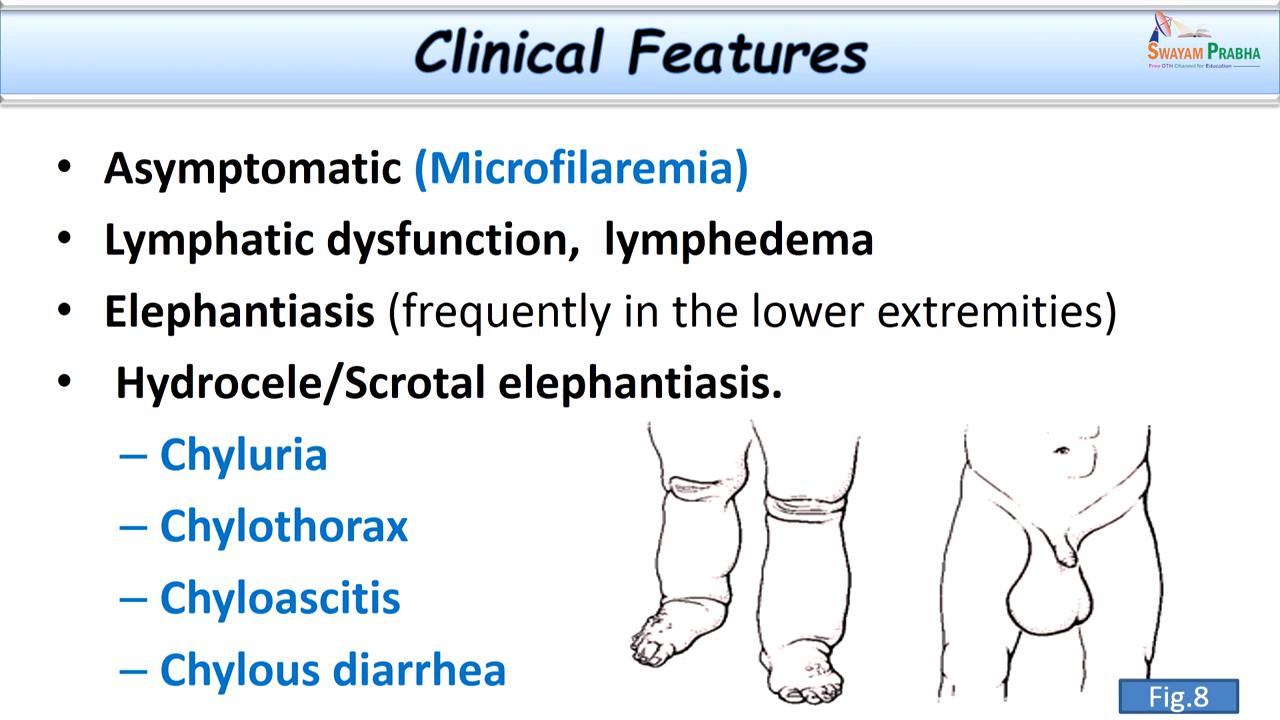 Clinical Features
SWAYAM PRABHA
Free DTH Channel for Education
• Asymptomatic (Microfilaremia)
• Lymphatic dysfunction, lymphedema
• Elephantiasis (frequently in the lower extremities)
• Hydrocele/Scrotal elephantiasis.
– Chyluria
– Chylothorax
– Chyloascitis
– Chylous diarrhea
Fig.8